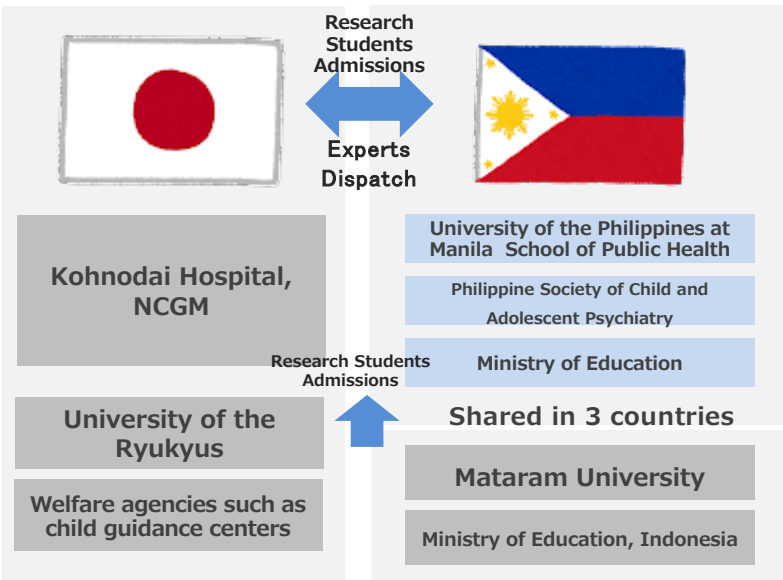 Research
Students
Admissions
Experts
Dispatch
Kohnodai Hospital,
NCGM
University of the
Ryukyus
Welfare agencies such as
child guidance centers
Research Students
Admissions
University of the Philippines at
Manila School of Public Health
Philippine Society of Child and
Adolescent Psychiatry
Ministry of Education
Shared in 3 countries
Mataram University
Ministry of Education, Indonesia